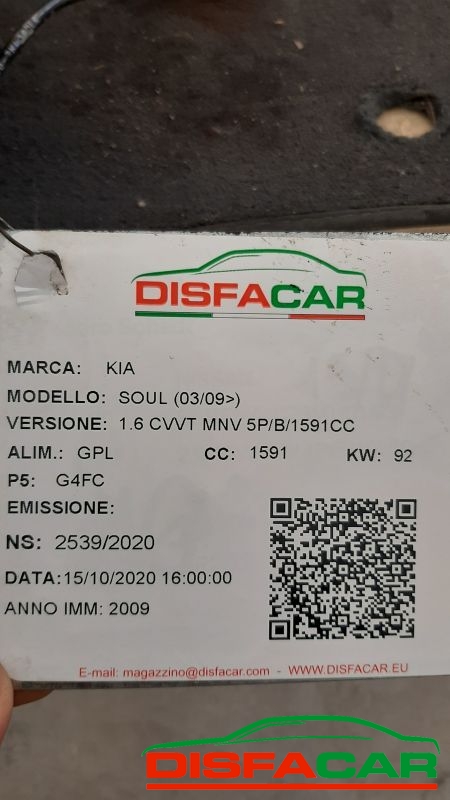 DISFACAR
MARCA: KIA
MODELLO: SOUL (03/09>)
VERSIONE: 1.6 CVVT MNV 5P/B/1591CC
ALIM.: GPL CC: 1591 KW: 92
P5: G4FC
EMISSIONE:
NS: 2539/2020
DATA:15/10/2020 16:00:00
ANNO IMM: 2009
E-mail: magazzino@disfacar.com - WWW.DISFACAR.EU
DISFACAR